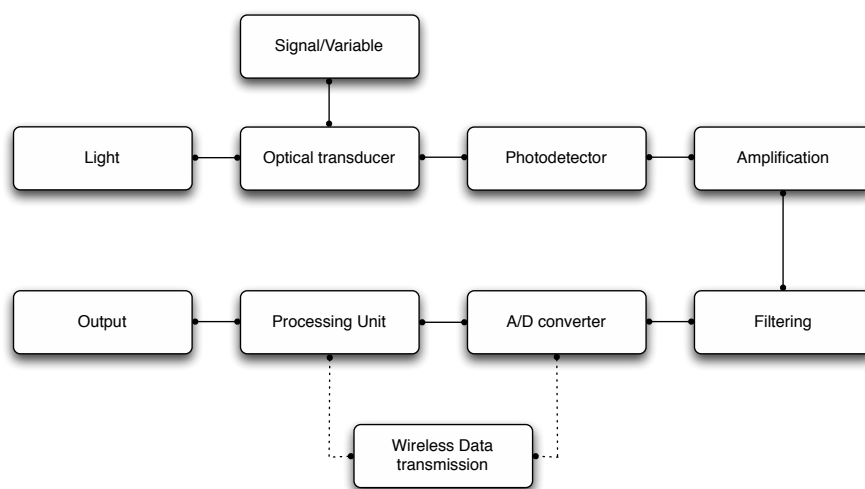 Signal/Variable
Light
Optical transducer
Photodetector
Amplification
Output
Processing Unit
A/D converter
Filtering
Wireless Data
transmission